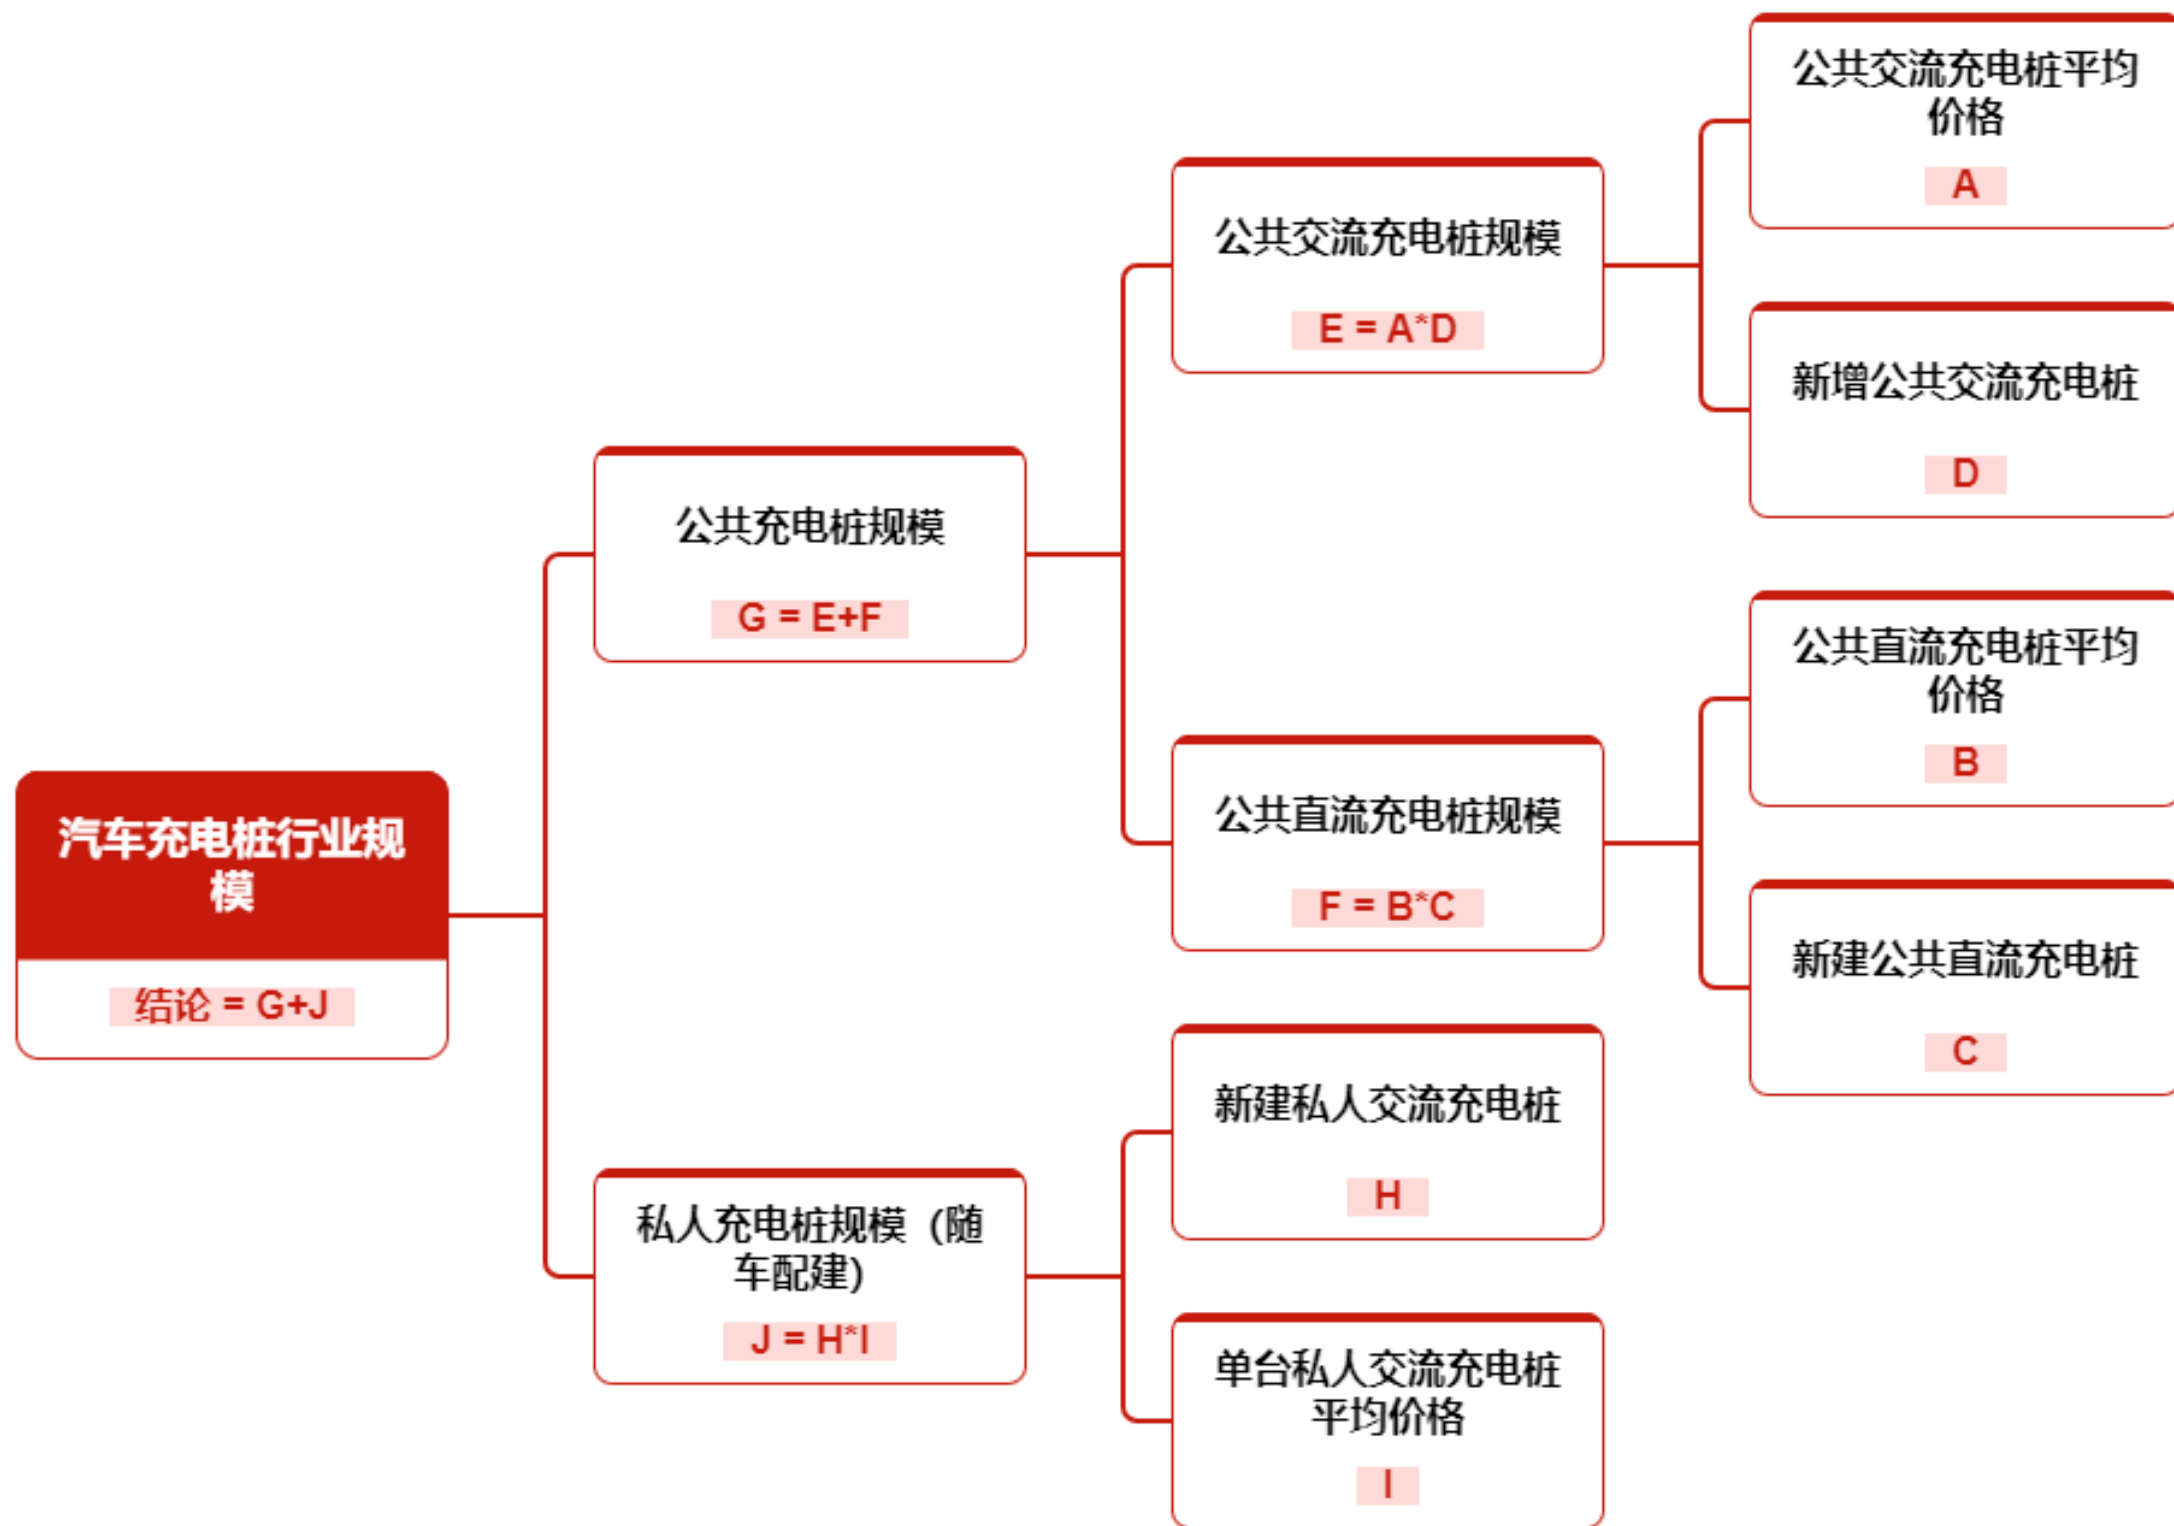 汽车充电桩行业规
模
结论 = G+J
公共充电桩规模
G = E+F
私人充电桩规模（随
车配建）
J = H*I
公共交流充电桩规模
E = A*D
公共直流充电桩规模
F = B*C
新建私人交流充电桩
H
单台私人交流充电桩
平均价格
I
公共交流充电桩平均
价格
A
新增公共交流充电桩
D
公共直流充电桩平均
价格
B
新建公共直流充电桩
C